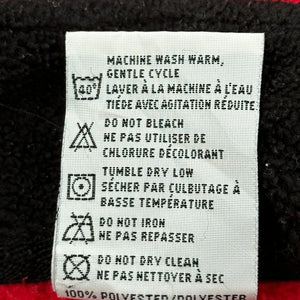 MACHINE WASH WARM,
GENTLE CYCLE
40° LAVER À LA MACHINE À L'EAU
TIÈDE AVEC AGITATION RÉDUITE
DO NOT BLEACH
NE PAS UTILISER DE
CHLORURE DÉCOLORANT
TUMBLE DRY LOW
SÉCHER PAR CULBUTAGE À
BASSE TEMPÉRATURE
DO NOT IRON
NE PAS REPASSER
DO NOT DRY CLEAN
NE PAS NETTOYER À SEC
100% POLYESTER/POLYESTER